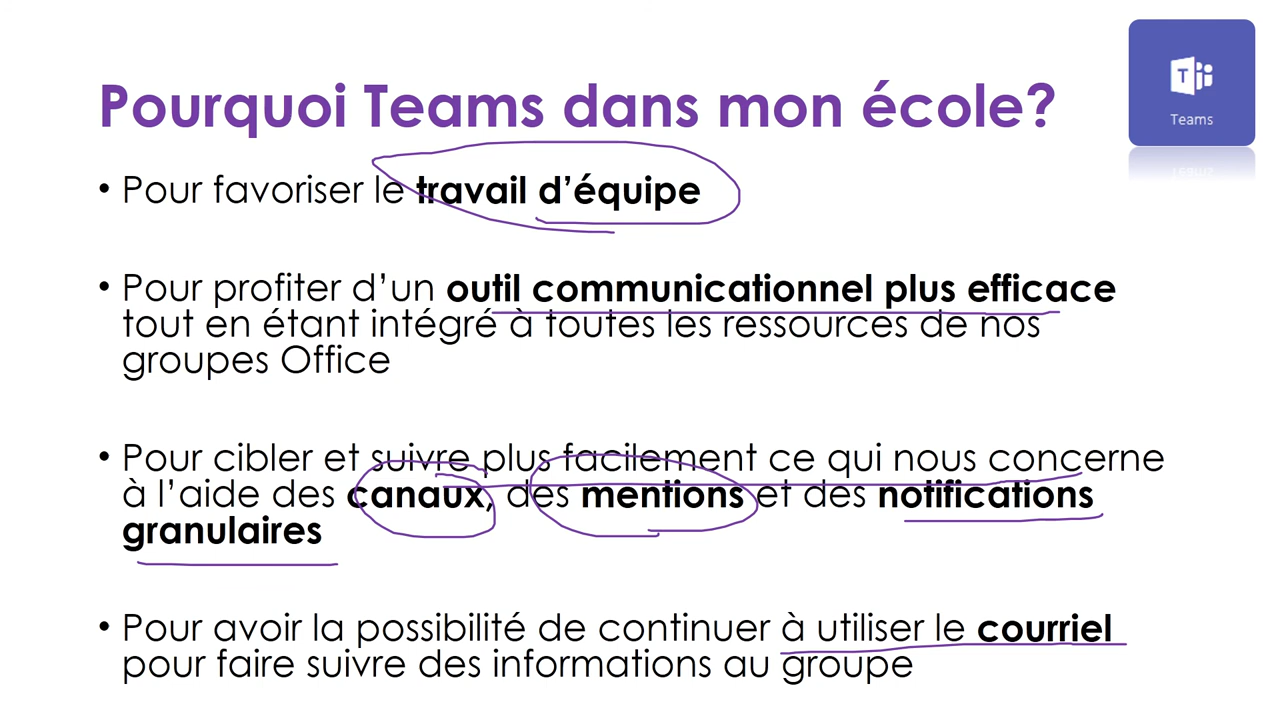 Pourquoi Teams dans mon école?
Teams
• Pour favoriser le travail d’équipe
• Pour profiter d’un outil communicationnel plus efficace
tout en étant intégré à toutes les ressources de nos
groupes Office
• Pour cibler et suivre plus facilement ce qui nous concerne
à l’aide des canaux, des mentions et des notifications
granulaires
• Pour avoir la possibilité de continuer à utiliser le courriel
pour faire suivre des informations au groupe